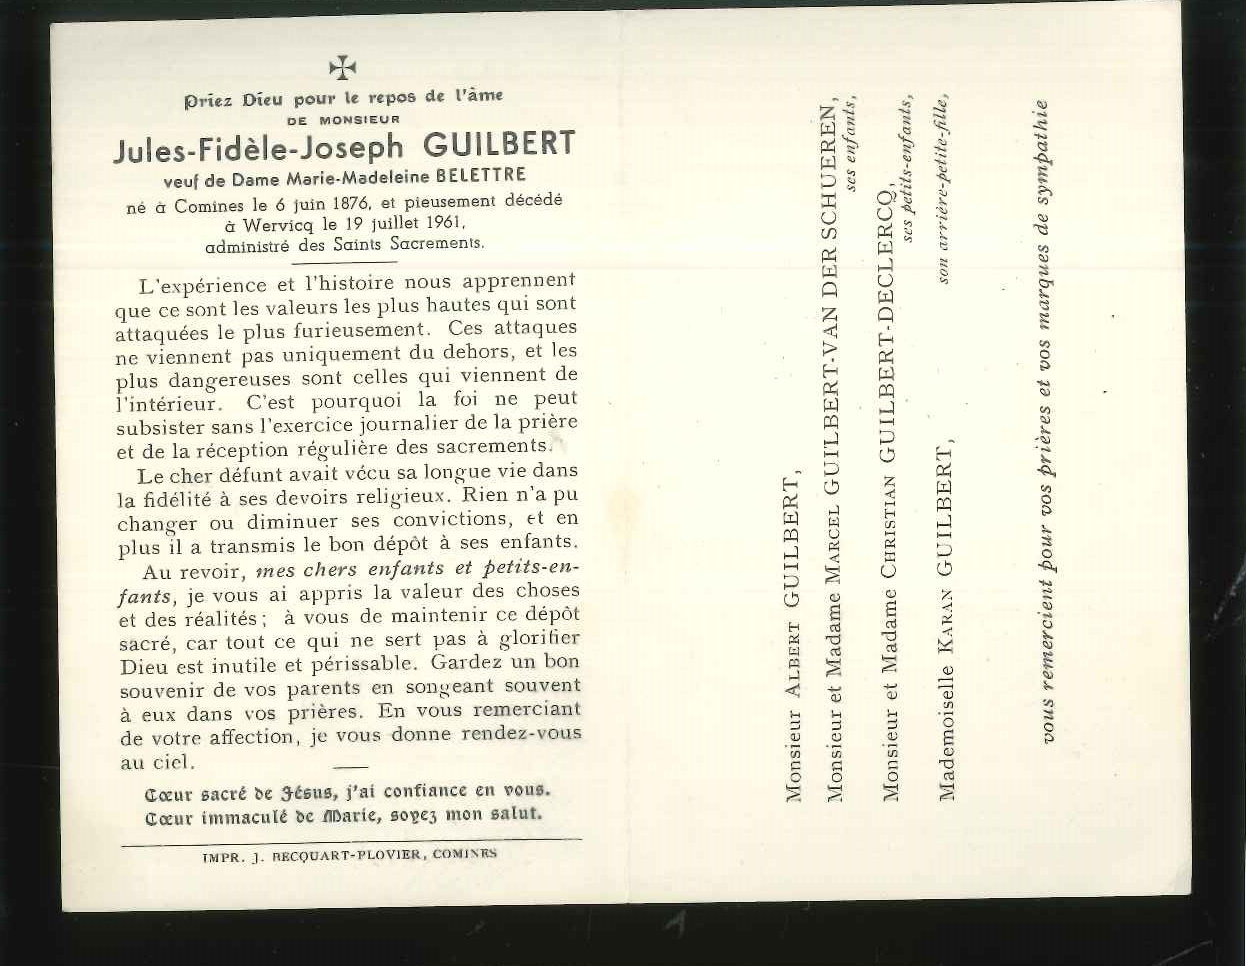 Priez Dieu pour le repos de l'âme
DE MONSIEUR
Jules-Fidèle-Joseph GUILBERT
veuf de Dame Marie-Madeleine BELETTRE
né à Comines le 6 juin 1876, et pieusement décédé
à Wervicq le 19 juillet 1961,
administré des Saints Sacrements.
L'expérience et l'histoire nous apprennent
que ce sont les valeurs les plus hautes qui sont
attaquées le plus furieusement. Ces attaques
ne viennent pas uniquement du dehors, et les
plus dangereuses sont celles qui viennent de
l'intérieur. C'est pourquoi la foi ne peut
subsister sans l'exercice journalier de la prière
et de la réception régulière des sacrements.
Le cher défunt avait vécu sa longue vie dans
la fidélité à ses devoirs religieux. Rien n'a pu
changer ou diminuer ses convictions, et en
plus il a transmis le bon dépôt à ses enfants.
Au revoir, mes chers enfants et petits-en-
fants, je vous ai appris la valeur des choses
et des réalités ; à vous de maintenir ce dépôt
sacré, car tout ce qui ne sert pas à glorifier
Dieu est inutile et périssable. Gardez un bon
souvenir de vos parents en songeant souvent
à eux dans vos prières. En vous remerciant
de votre affection, je vous donne rendez-vous
au ciel.
Cœur sacré de Jésus, j'ai confiance en vous.
Cœur immaculé de Marie, soyez mon salut.
IMPR. J. BECQUART-PLOVIER, COMINES
Monsieur ALBERT GUILBERT,
Monsieur et Madame MARCEL GUILBERT-VAN DER SCHUEREN,
ses enfants,
Monsieur et Madame CHRISTIAN GUILBERT-DECLERCQ,
ses petits-enfants,
Mademoiselle KARAN GUILBERT,
son arrière-petite-fille,
vous remercient pour vos prières et vos marques de sympathie